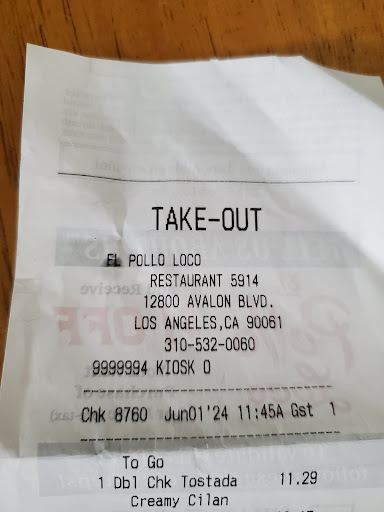 TAKE-OUT
EL POLLO LOCO
RESTAURANT 5914
12800 AVALON BLVD.
LOS ANGELES,CA 90061
310-532-0060
9999994 KIOSK 0
Chk 8760 Jun01'24 11:45A Gst 1
To Go
1 Dbl Chk Tostada 11.29
Creamy Cilan